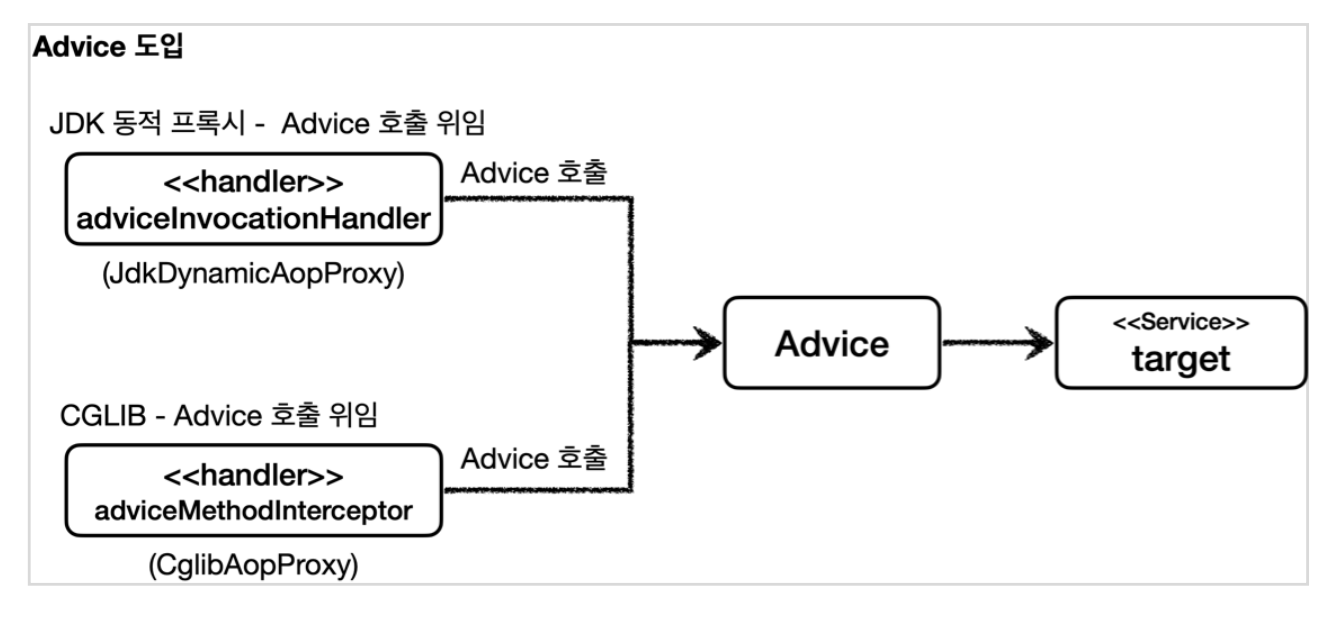 Advice 도입
JDK 동적 프록시 - Advice 호출 위임
<<handler>>
adviceInvocationHandler
(JdkDynamicAopProxy)
Advice 호출
Advice
<<Service>>
target
CGLIB - Advice 호출 위임
<<handler>>
adviceMethodInterceptor
(CglibAopProxy)
Advice 호출